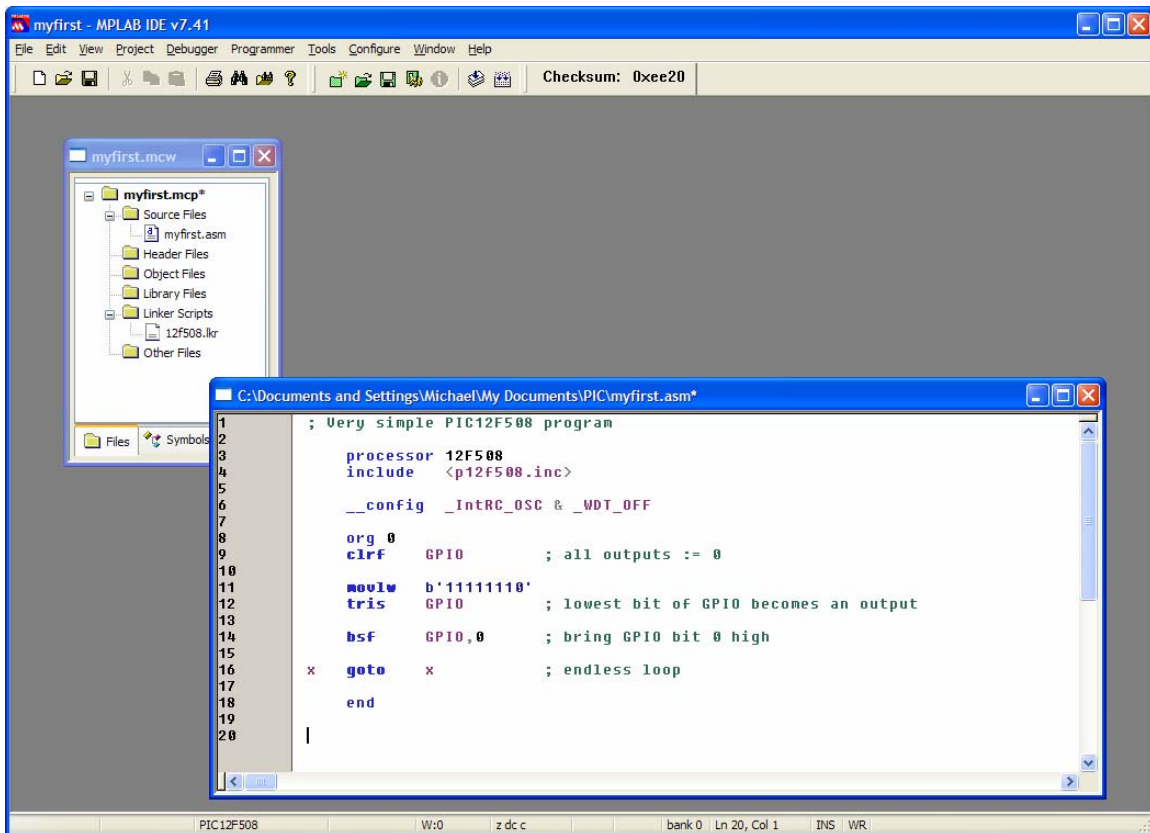 myfirst - MPLAB IDE v7.41
File Edit View Project Debugger Programmer Tools Configure Window Help
Checksum: 0xee20
myfirst.mcw
myfirst.mcp*
Source Files
myfirst.asm
Header Files
Object Files
Library Files
Linker Scripts
12f508.lkr
Other Files
Files Symbols
C:\Documents and Settings\Michael\My Documents\PIC\myfirst.asm*
1 ; Very simple PIC12F508 program
2
3 processor 12F508
4 include <p12f508.inc>
5
6 __config _IntRC_OSC & _WDT_OFF
7
8 org 0
9 clrf GPIO ; all outputs := 0
10
11 movlw b'11111110'
12 tris GPIO ; lowest bit of GPIO becomes an output
13
14 bsf GPIO,0 ; bring GPIO bit 0 high
15
16 x goto x ; endless loop
17
18 end
19
20
PIC12F508 W:0 z dc c bank 0 Ln 20, Col 1 INS WR